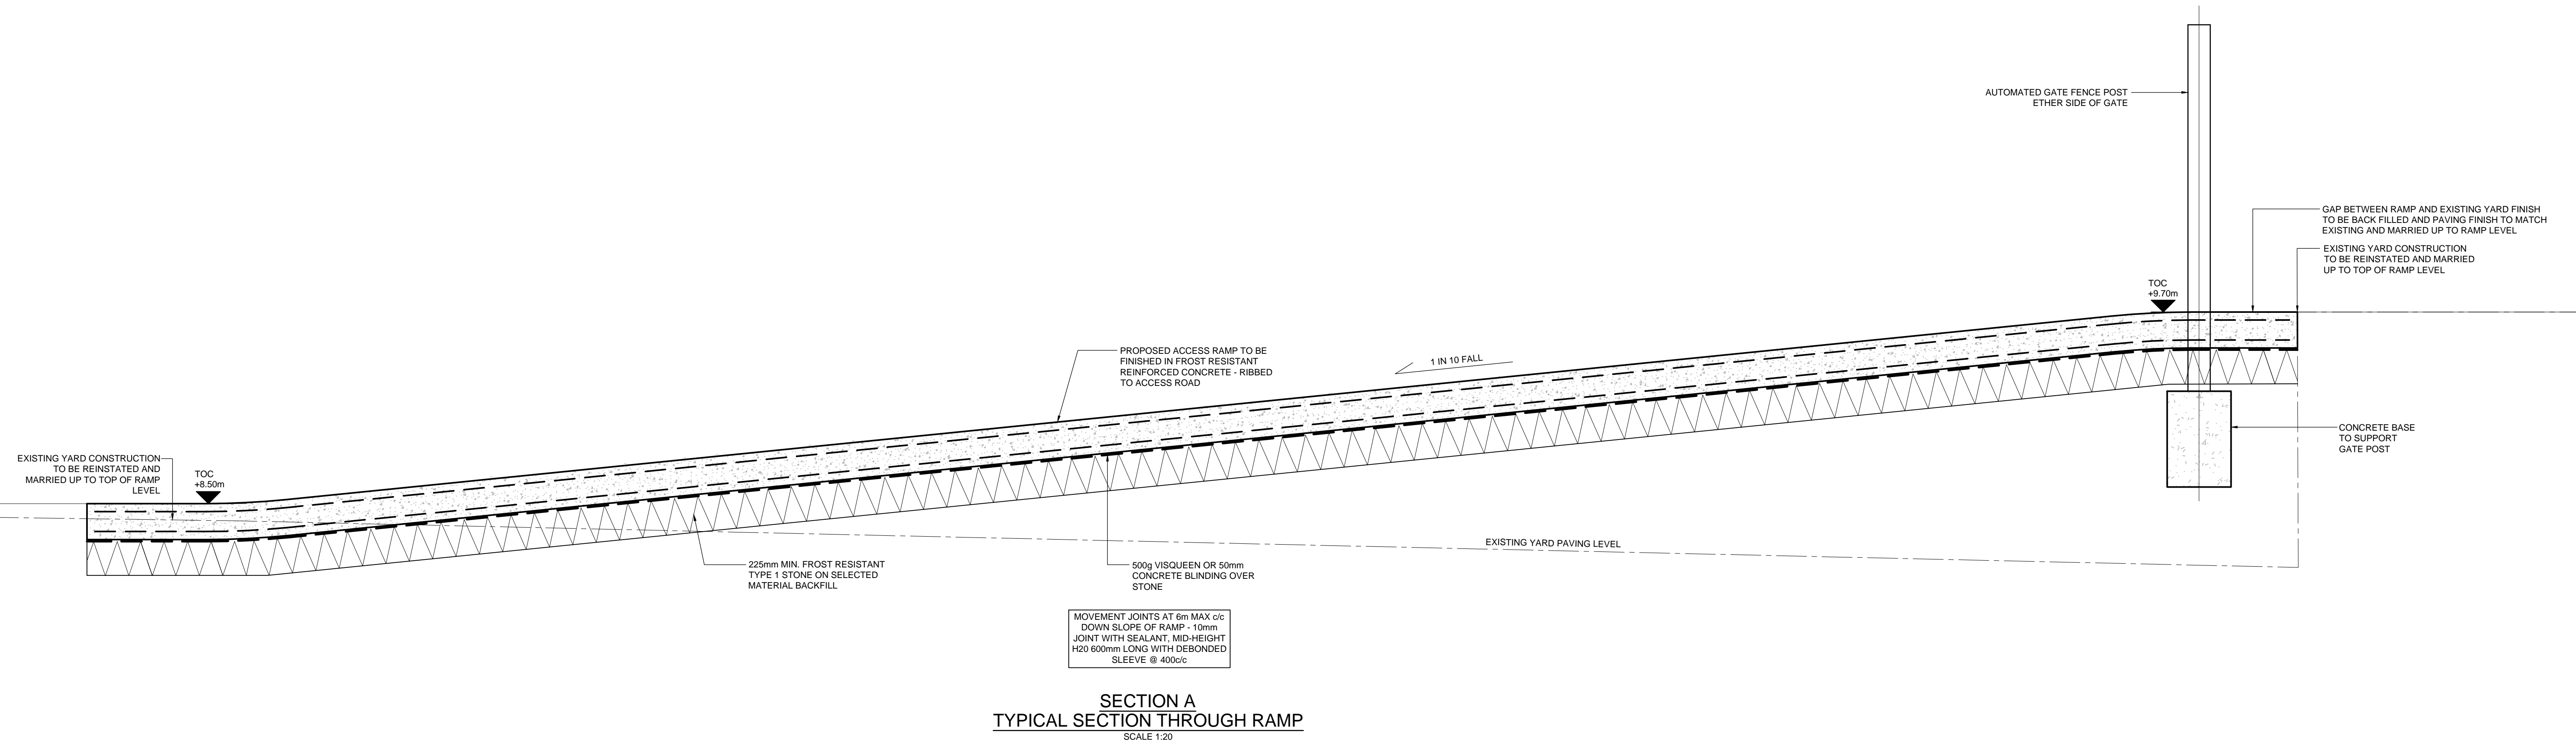 AUTOMATED GATE FENCE POST
ETHER SIDE OF GATE
GAP BETWEEN RAMP AND EXISTING YARD FINISH
TO BE BACK FILLED AND PAVING FINISH TO MATCH
EXISTING AND MARRIED UP TO RAMP LEVEL
EXISTING YARD CONSTRUCTION
TO BE REINSTATED AND MARRIED
UP TO TOP OF RAMP LEVEL
TOC
+9.70m
1 IN 10 FALL
PROPOSED ACCESS RAMP TO BE
FINISHED IN FROST RESISTANT
REINFORCED CONCRETE - RIBBED
TO ACCESS ROAD
CONCRETE BASE
TO SUPPORT
GATE POST
EXISTING YARD CONSTRUCTION
TO BE REINSTATED AND
MARRIED UP TO TOP OF RAMP
LEVEL
TOC
+8.50m
EXISTING YARD PAVING LEVEL
225mm MIN. FROST RESISTANT
TYPE 1 STONE ON SELECTED
MATERIAL BACKFILL
500g VISQUEEN OR 50mm
CONCRETE BLINDING OVER
STONE
MOVEMENT JOINTS AT 6m MAX c/c
DOWN SLOPE OF RAMP - 10mm
JOINT WITH SEALANT, MID-HEIGHT
H20 600mm LONG WITH DEBONDED
SLEEVE @ 400c/c
SECTION A
TYPICAL SECTION THROUGH RAMP
SCALE 1:20